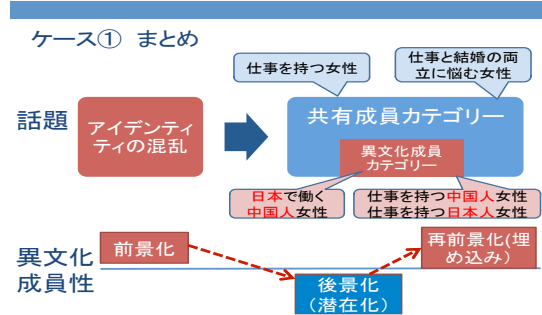 ケース① まとめ
仕事を持つ女性
仕事と結婚の両
立に悩む女性
話題
アイデンティ
ティの混乱
共有成員カテゴリー
異文化成員
カテゴリー
日本で働く
中国人女性
仕事を持つ中国人女性
仕事を持つ日本人女性
異文化
成員性
前景化
後景化
（潜在化）
再前景化(埋
め込み）